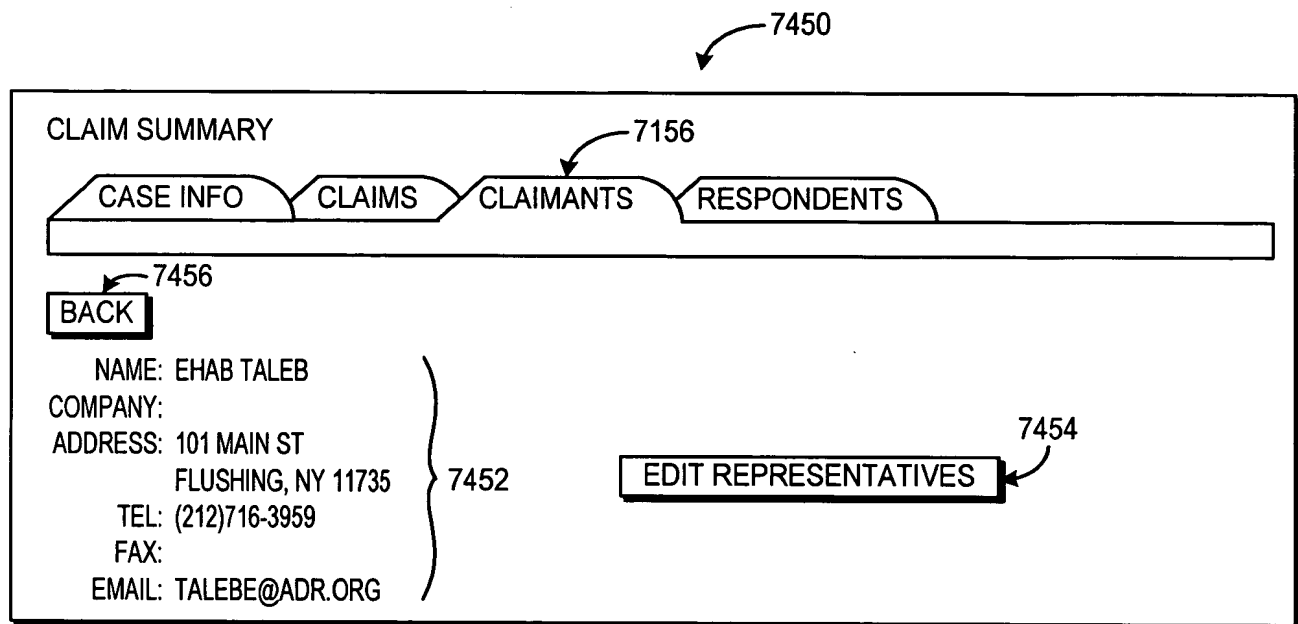 7450
CLAIM SUMMARY
7156
CASE INFO CLAIMS CLAIMANTS RESPONDENTS
7456
BACK
NAME: EHAB TALEB
COMPANY:
ADDRESS: 101 MAIN ST
FLUSHING, NY 11735
TEL: (212)716-3959
FAX:
EMAIL: TALEBE@ADR.ORG
7452
7454
EDIT REPRESENTATIVES